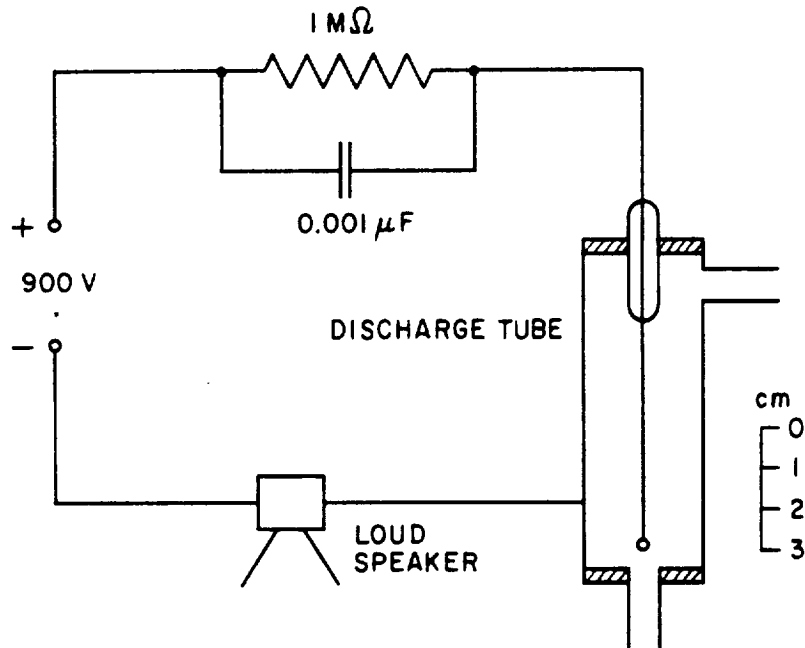 1 MΩ
0.001 μF
+
900 V
−
DISCHARGE TUBE
cm
0
1
2
3
LOUD
SPEAKER